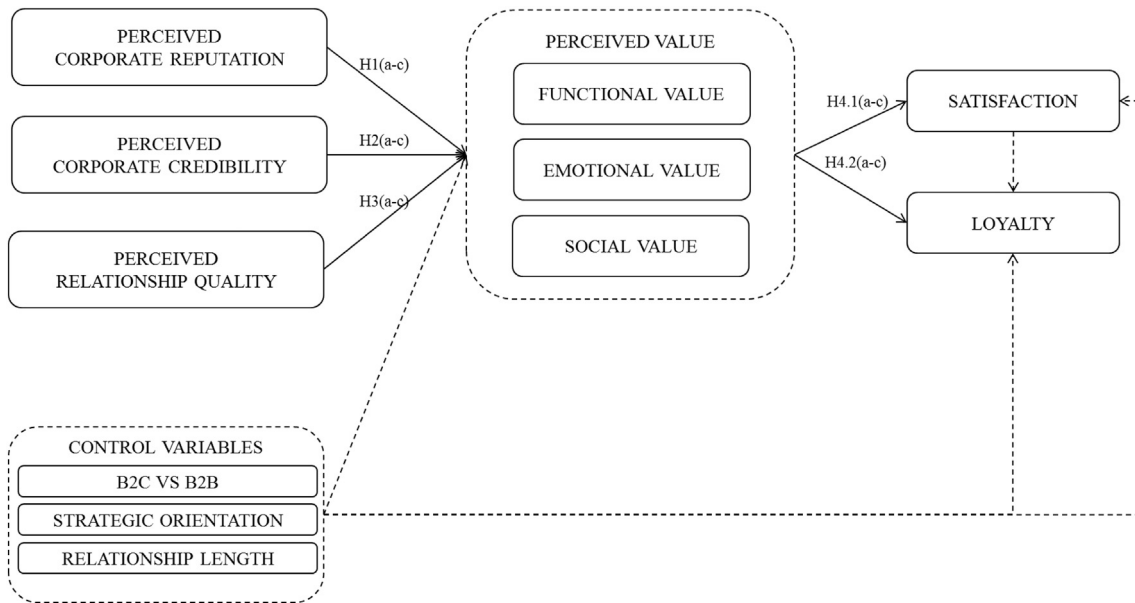 PERCEIVED
CORPORATE REPUTATION
PERCEIVED
CORPORATE CREDIBILITY
PERCEIVED
RELATIONSHIP QUALITY
H1(a-c)
H2(a-c)
H3(a-c)
PERCEIVED VALUE
FUNCTIONAL VALUE
EMOTIONAL VALUE
SOCIAL VALUE
H4.1(a-c)
H4.2(a-c)
SATISFACTION
LOYALTY
CONTROL VARIABLES
B2C VS B2B
STRATEGIC ORIENTATION
RELATIONSHIP LENGTH